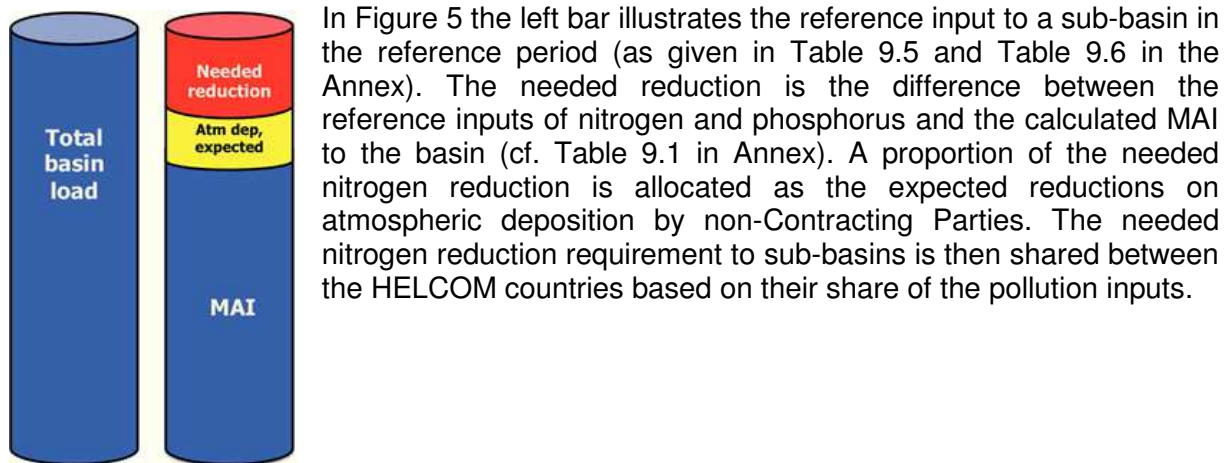 Total
basin
load
Needed
reduction
Atm dep,
expected
MAI
In Figure 5 the left bar illustrates the reference input to a sub-basin in
the reference period (as given in Table 9.5 and Table 9.6 in the
Annex). The needed reduction is the difference between the
reference inputs of nitrogen and phosphorus and the calculated MAI
to the basin (cf. Table 9.1 in Annex). A proportion of the needed
nitrogen reduction is allocated as the expected reductions on
atmospheric deposition by non-Contracting Parties. The needed
nitrogen reduction requirement to sub-basins is then shared between
the HELCOM countries based on their share of the pollution inputs.